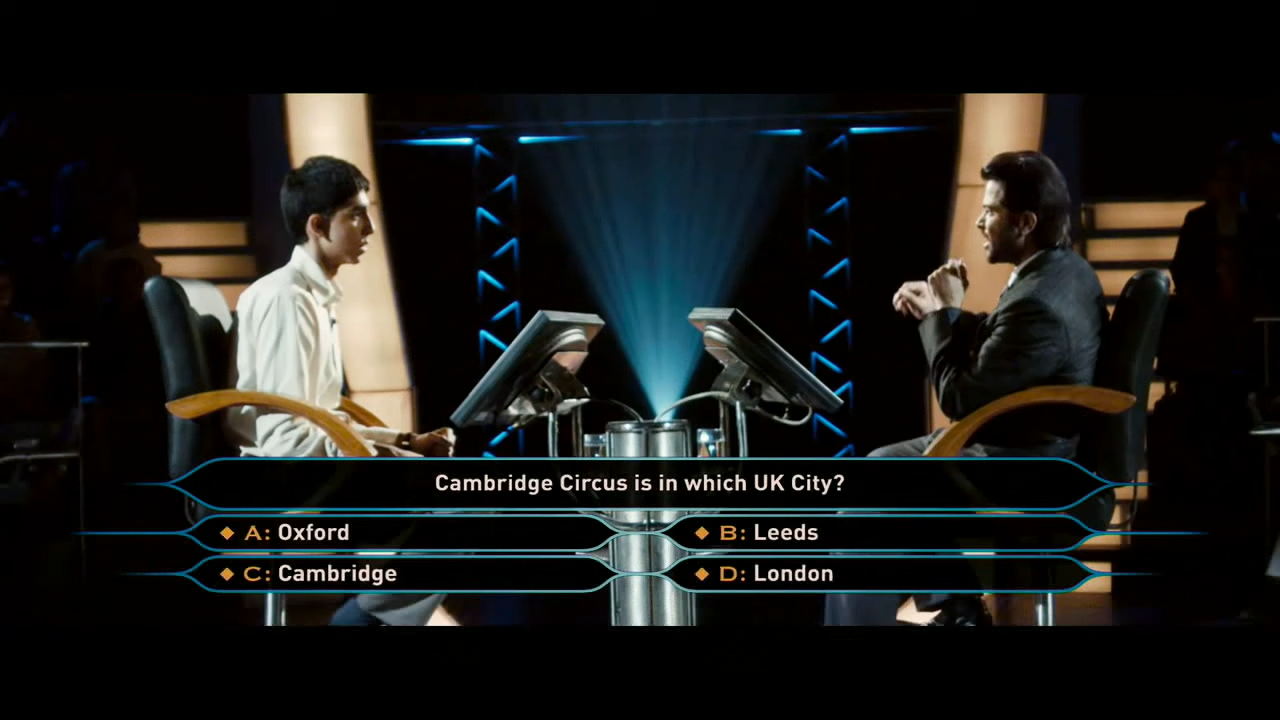 Cambridge Circus is in which UK City?
A: Oxford
B: Leeds
C: Cambridge
D: London